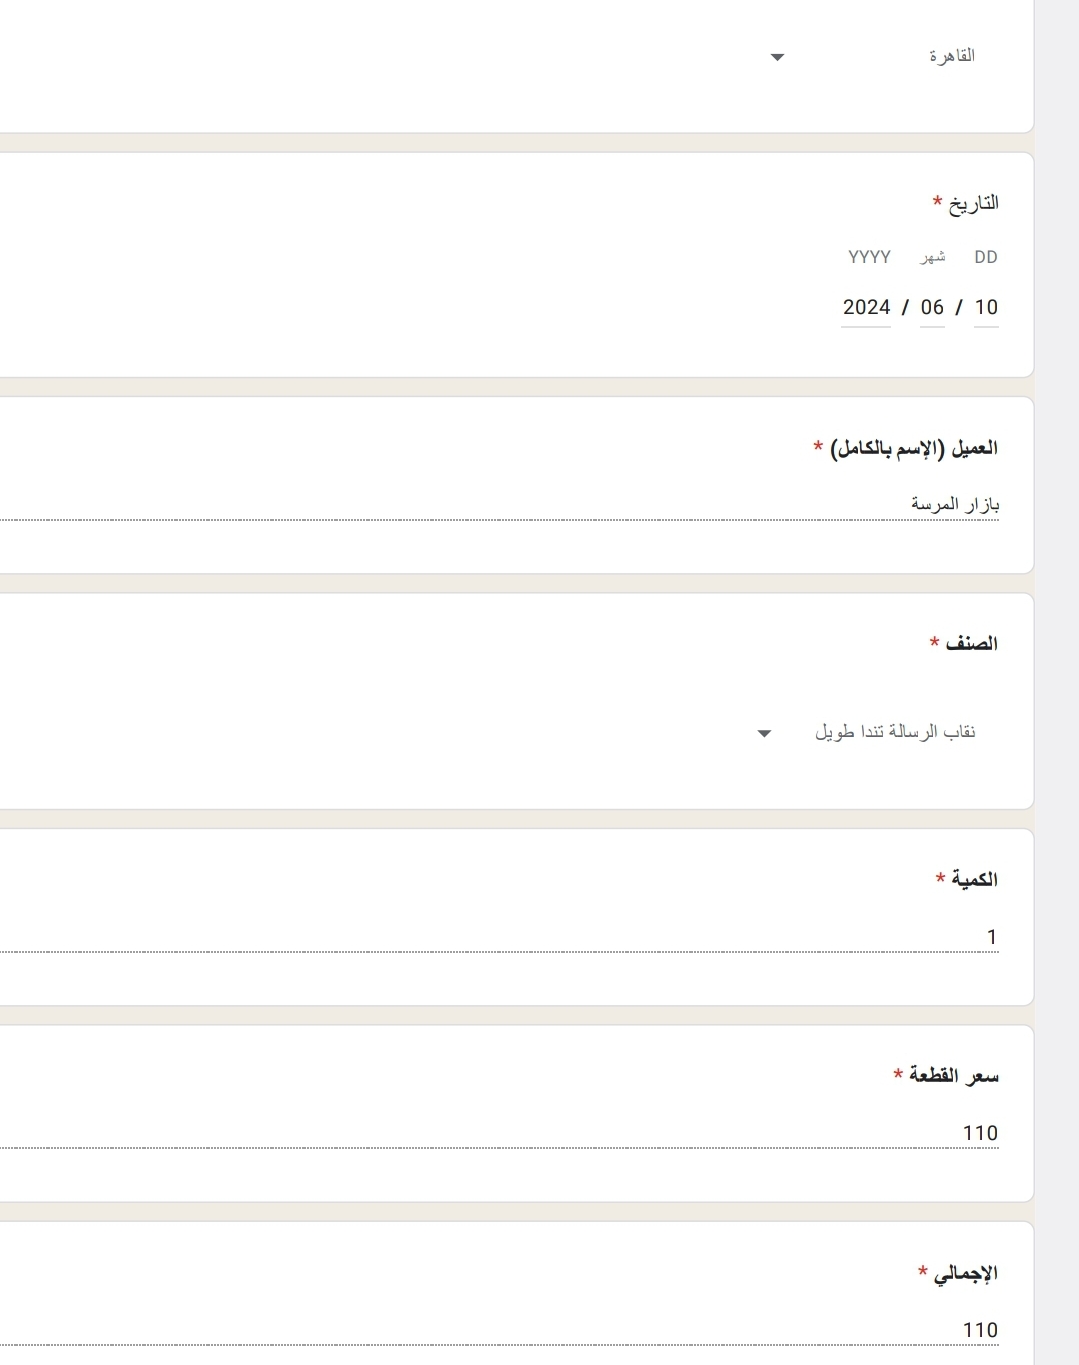 القاهرة
التاريخ *
DD شهر YYYY
10 / 06 / 2024
العميل (الإسم بالكامل) *
بازار المرسة
الصنف *
نقاب الرسالة تندا طويل
الكمية *
1
سعر القطعة *
110
الإجمالي *
110